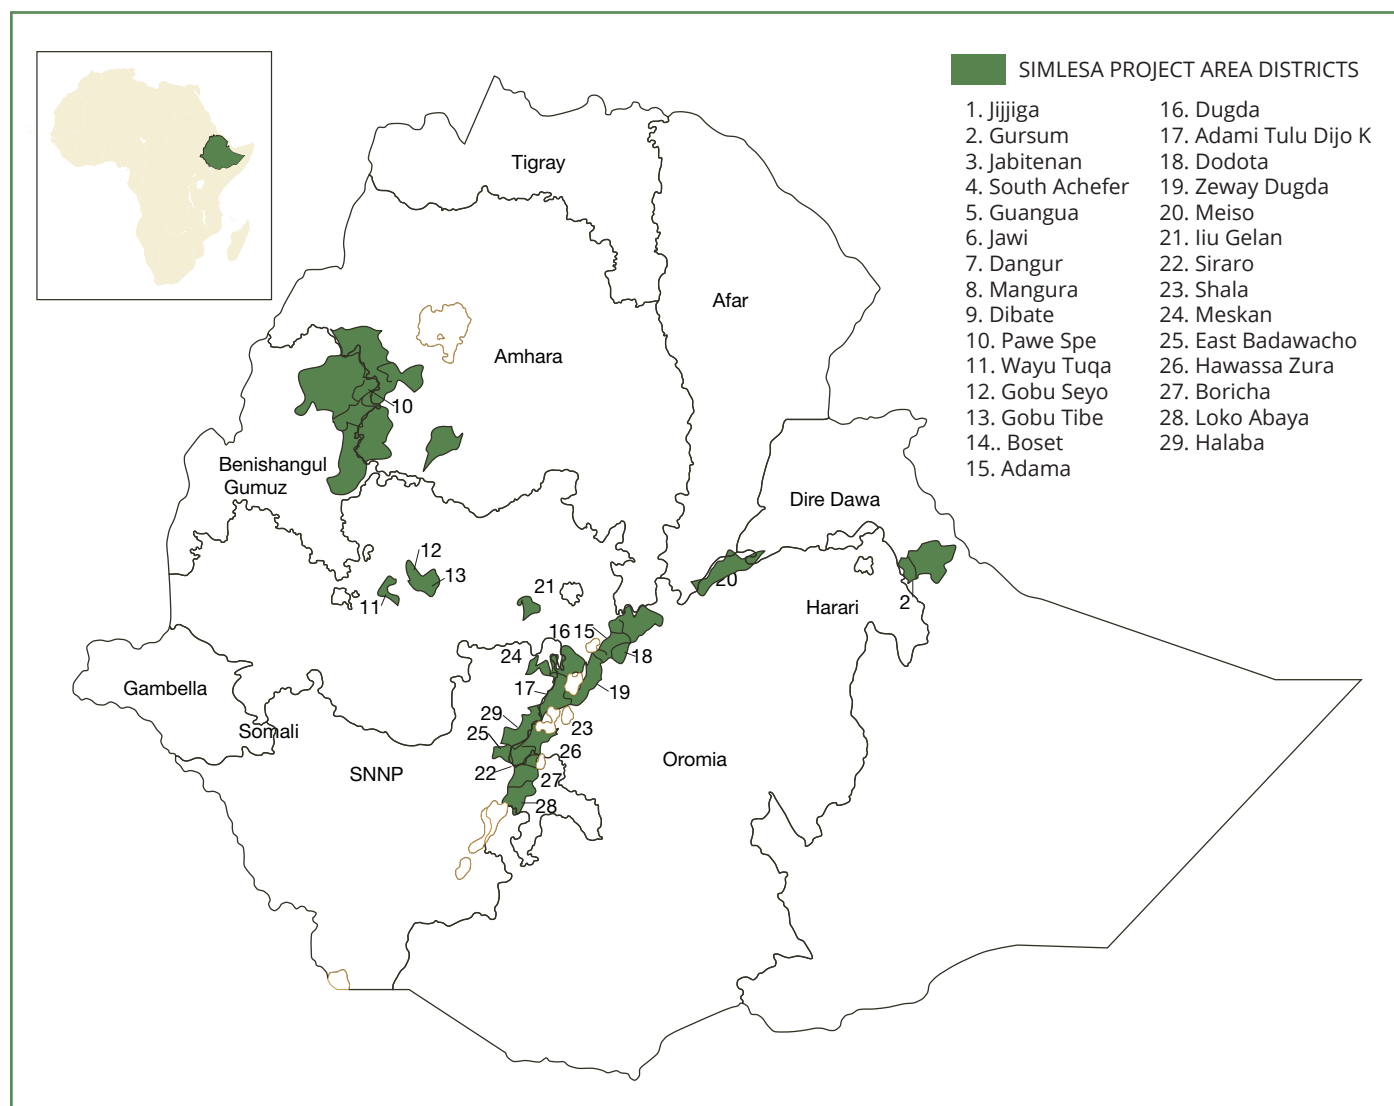 SIMLESA PROJECT AREA DISTRICTS
1. Jijjiga
2. Gursum
3. Jabitenan
4. South Achefer
5. Guangua
6. Jawi
7. Dangur
8. Mangura
9. Dibate
10. Pawe Spe
11. Wayu Tuqa
12. Gobu Seyo
13. Gobu Tibe
14.. Boset
15. Adama
16. Dugda
17. Adami Tulu Dijo K
18. Dodota
19. Zeway Dugda
20. Meiso
21. Iiu Gelan
22. Siraro
23. Shala
24. Meskan
25. East Badawacho
26. Hawassa Zura
27. Boricha
28. Loko Abaya
29. Halaba
Tigray
Afar
Amhara
10
Benishangul
Gumuz
Dire Dawa
12
13
11
21
20
2
Harari
16 15
24
18
17
19
Gambella
Somali
29
23
25
26
SNNP
22
27
28
Oromia